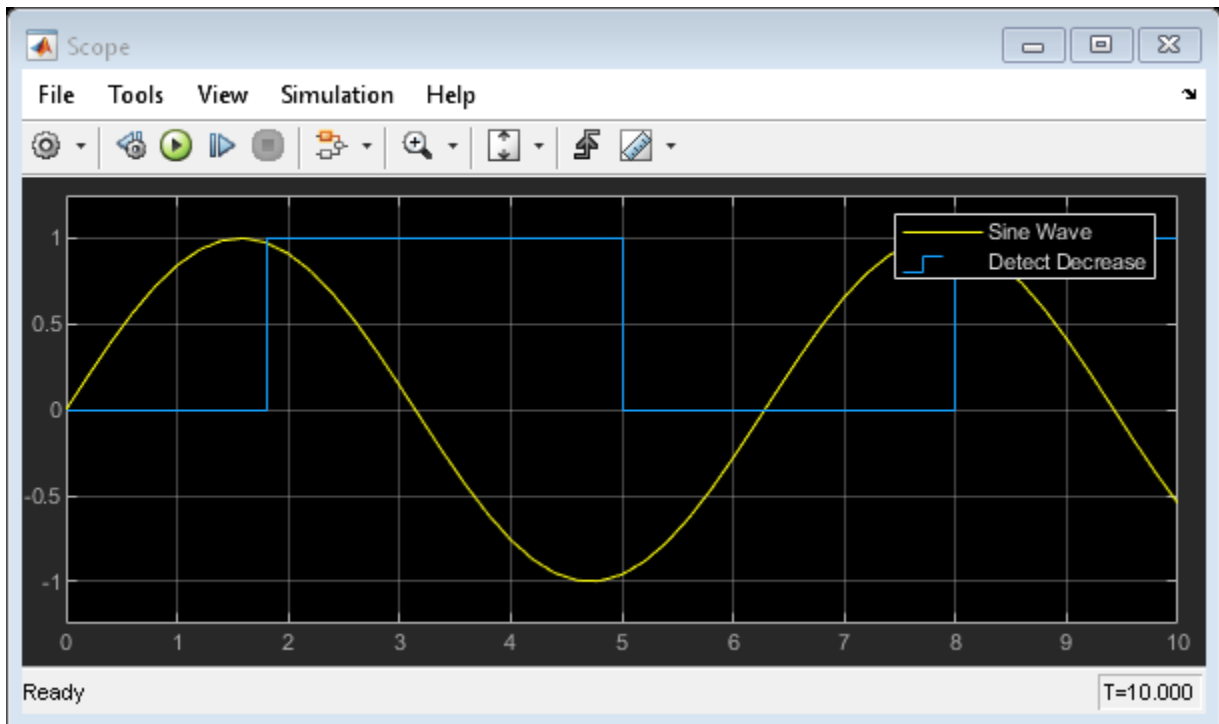 Scope
File Tools View Simulation Help
Sine Wave
Detect Decrease
1
0.5
0
-0.5
-1
0 1 2 3 4 5 6 7 8 9 10
Ready T=10.000